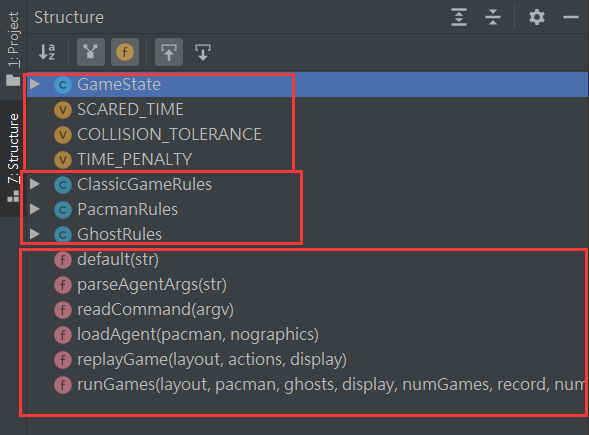 Structure
1: Project
Z: Structure
a
z
f
C GameState
V SCARED_TIME
V COLLISION_TOLERANCE
V TIME_PENALTY
C ClassicGameRules
C PacmanRules
C GhostRules
f default(str)
f parseAgentArgs(str)
f readCommand(argv)
f loadAgent(pacman, nographics)
f replayGame(layout, actions, display)
f runGames(layout, pacman, ghosts, display, numGames, record, num